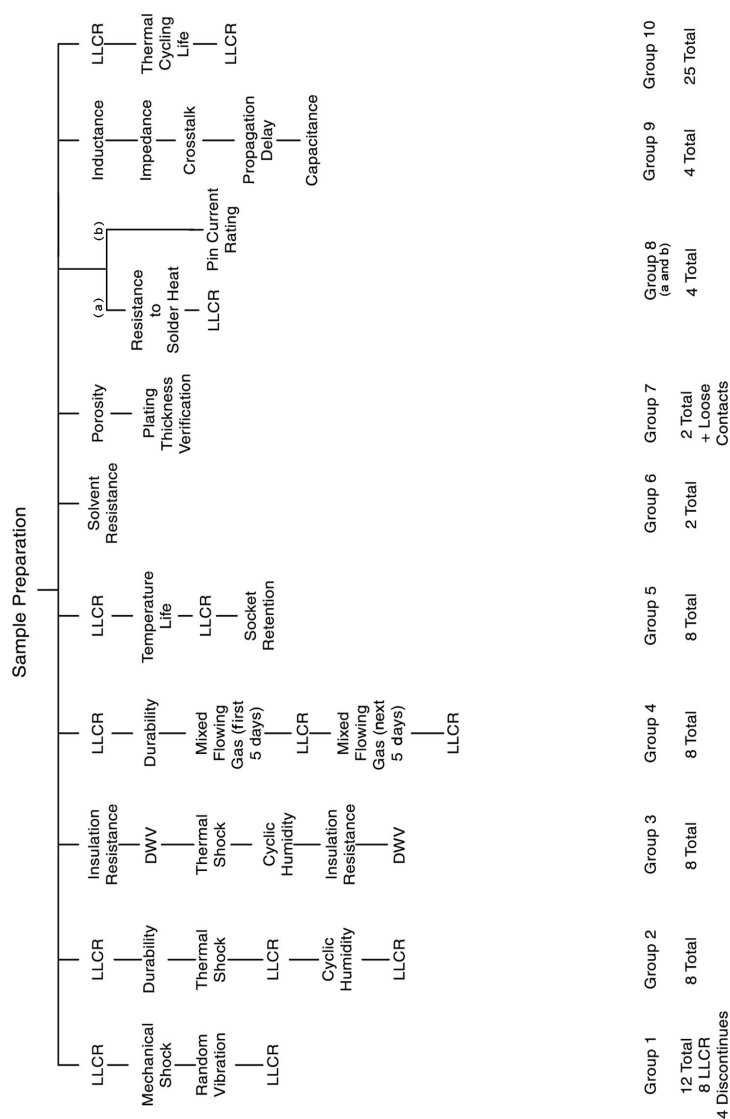 Sample Preparation
LLCR
Mechanical
Shock
Random
Vibration
LLCR
Group 1
12 Total
8 LLCR
4 Discontinues
LLCR
Durability
Thermal
Shock
LLCR
Cyclic
Humidity
LLCR
Group 2
8 Total
Insulation
Resistance
DWV
Thermal
Shock
Cyclic
Humidity
Insulation
Resistance
DWV
Group 3
8 Total
LLCR
Durability
Mixed
Flowing
Gas (first
5 days)
LLCR
Mixed
Flowing
Gas (next
5 days)
LLCR
Group 4
8 Total
LLCR
Temperature
Life
LLCR
Socket
Retention
Group 5
8 Total
Solvent
Resistance
Group 6
2 Total
Porosity
Plating
Thickness
Verification
Group 7
2 Total
+ Loose
Contacts
(a)
Resistance
to
Solder Heat
LLCR
(b)
Pin Current
Rating
Group 8
(a and b)
4 Total
Inductance
Impedance
Crosstalk
Propagation
Delay
Capacitance
Group 9
4 Total
LLCR
Thermal
Cycling
Life
LLCR
Group 10
25 Total